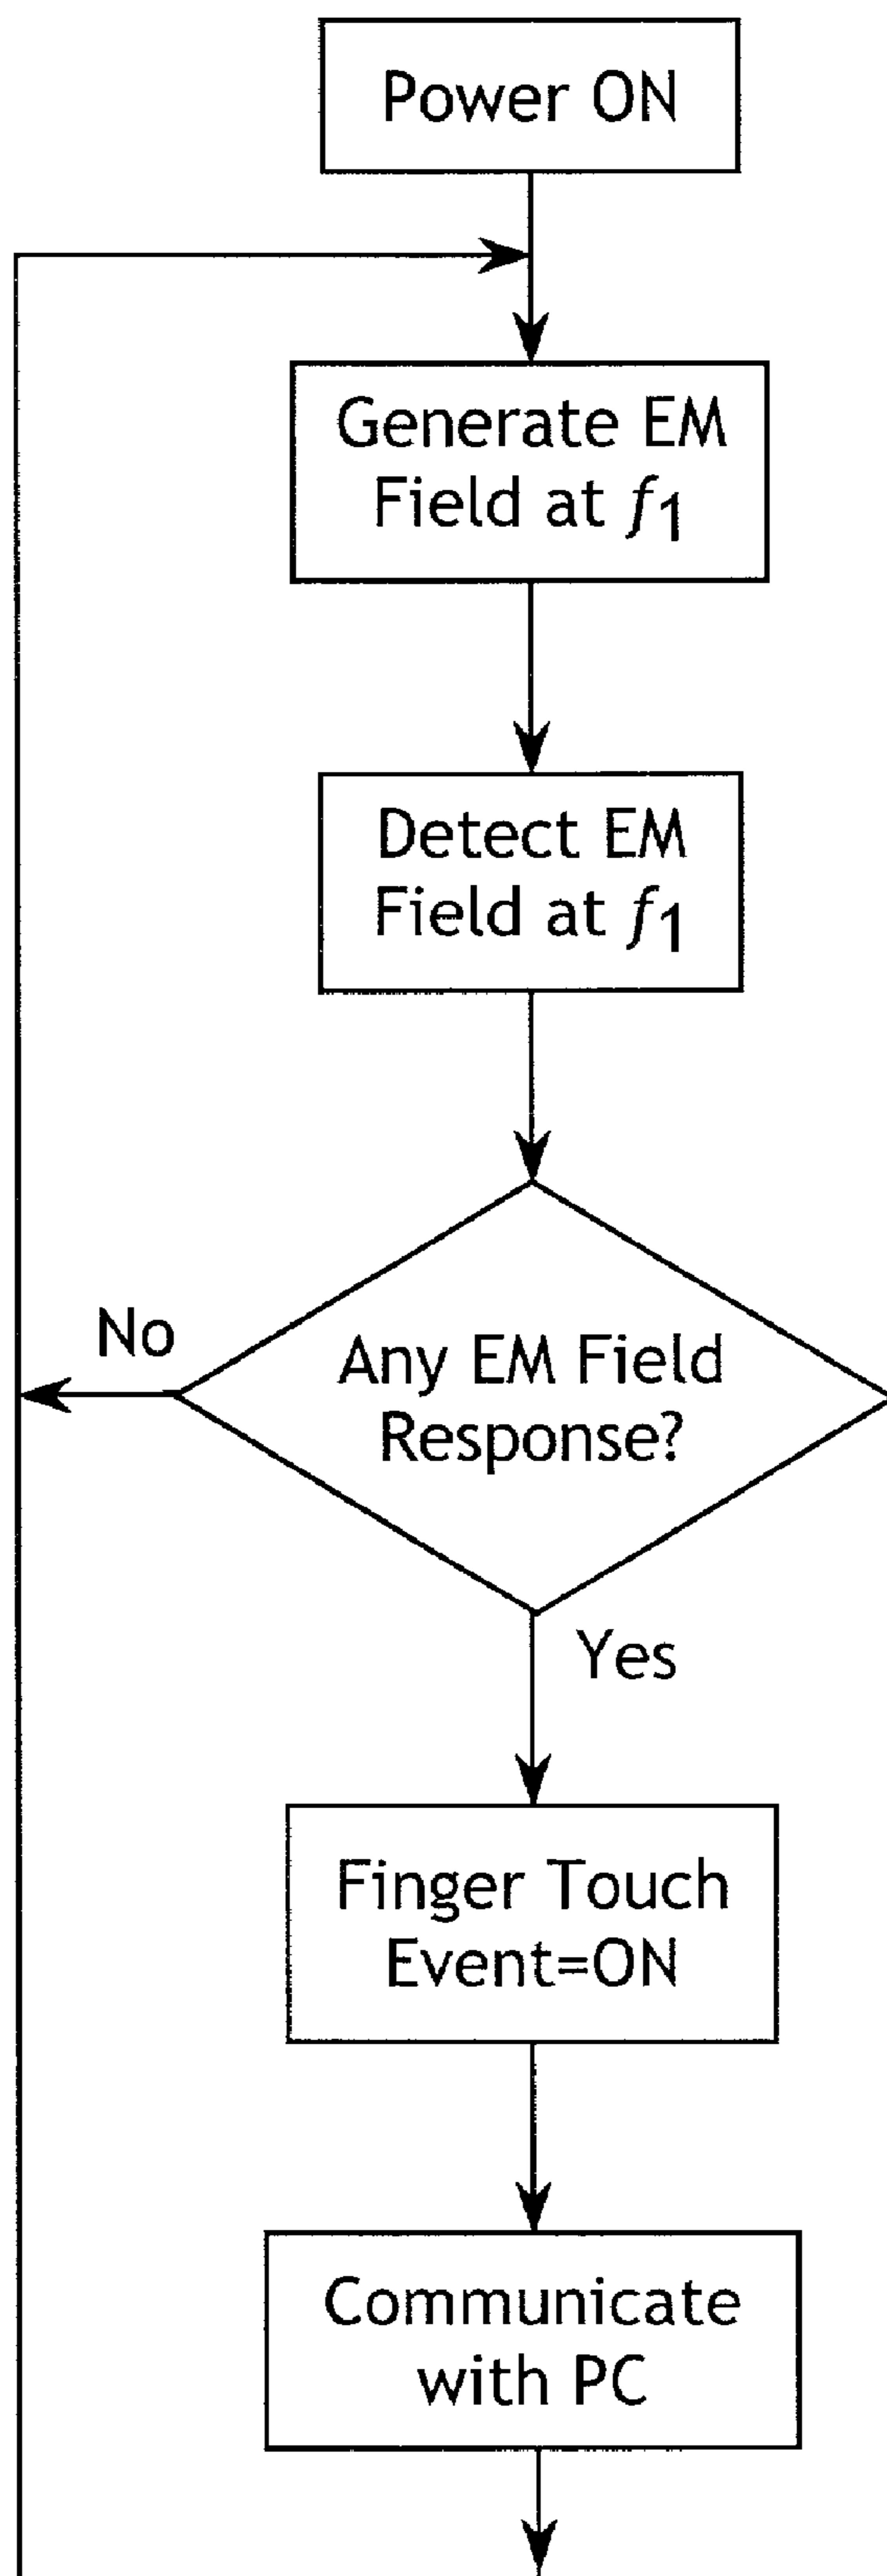 Power ON
Generate EM
Field at f1
Detect EM
Field at f1
No
Any EM Field
Response?
Yes
Finger Touch
Event=ON
Communicate
with PC